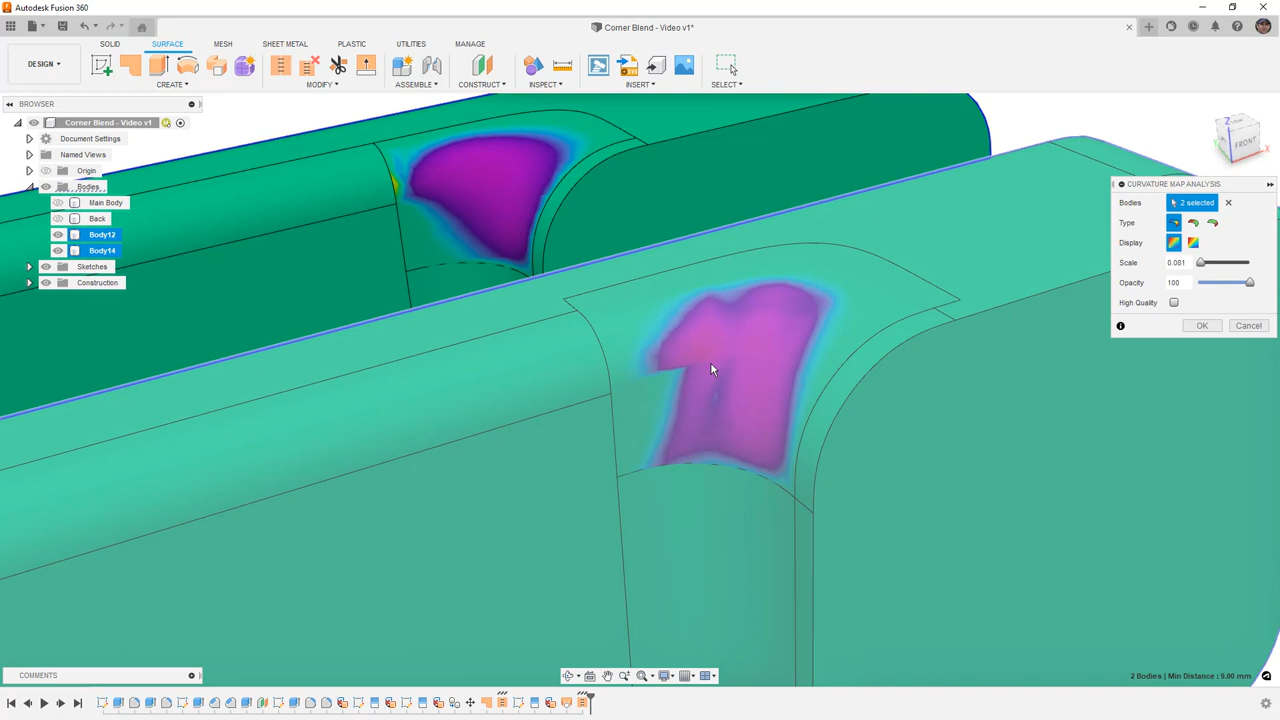 Autodesk Fusion 360
Corner Blend - Video v1*
DESIGN
SOLID SURFACE MESH SHEET METAL PLASTIC UTILITIES MANAGE
CREATE MODIFY ASSEMBLE CONSTRUCT INSPECT INSERT SELECT
BROWSER
Corner Blend - Video v1
Document Settings
Named Views
Origin
Bodies
Main Body
Back
Body12
Body14
Sketches
Construction
FRONT
Z
X
CURVATURE MAP ANALYSIS
Bodies 2 selected
Type
Display
Scale 0.081
Opacity 100
High Quality
OK Cancel
COMMENTS
2 Bodies | Min Distance : 9.00 mm